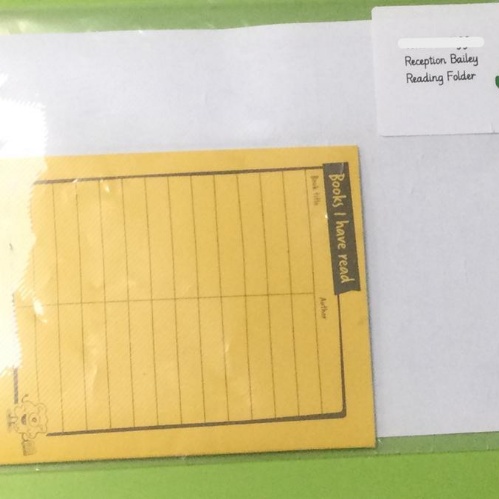 Reception Bailey
Reading Folder
Books I have read
Book title
Author